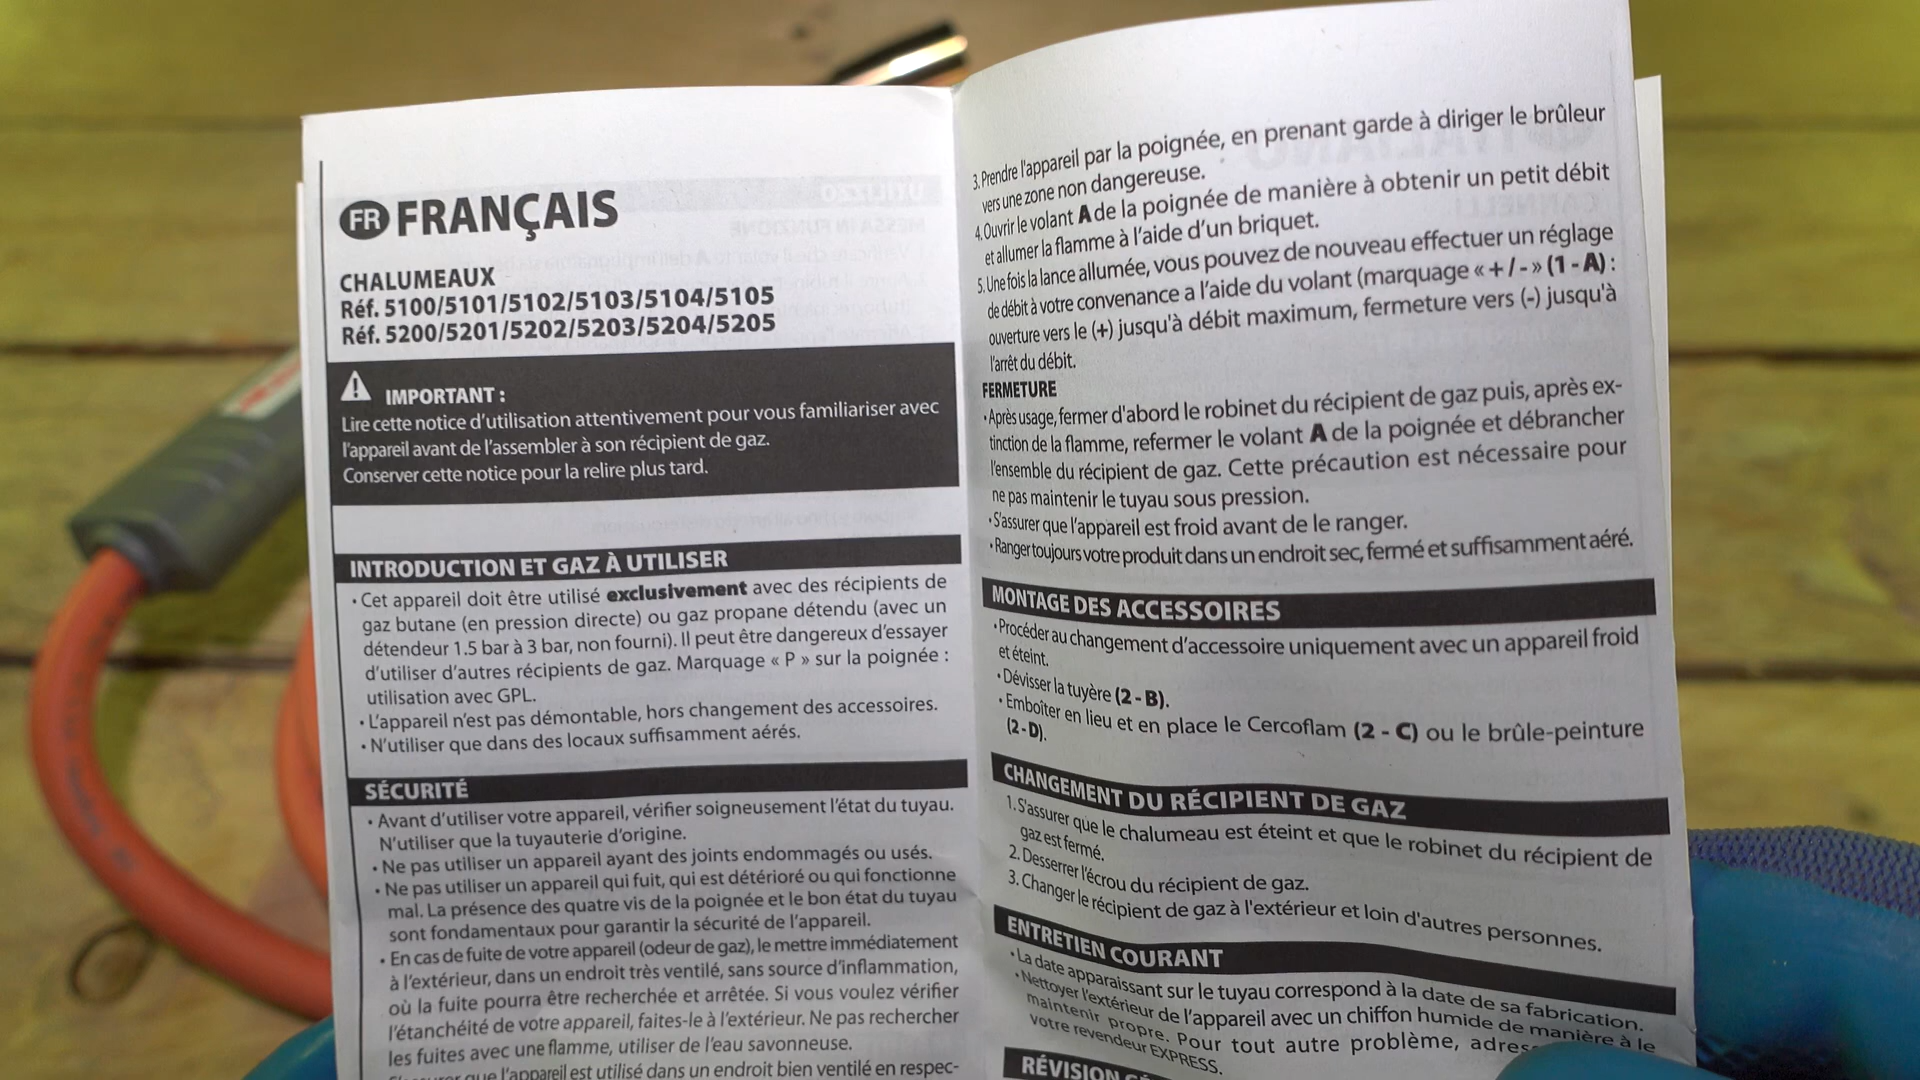 FR FRANÇAIS
CHALUMEAUX
Réf. 5100/5101/5102/5103/5104/5105
Réf. 5200/5201/5202/5203/5204/5205
IMPORTANT :
Lire cette notice d'utilisation attentivement pour vous familiariser avec
l'appareil avant de l'assembler à son récipient de gaz.
Conserver cette notice pour la relire plus tard.
INTRODUCTION ET GAZ À UTILISER
• Cet appareil doit être utilisé exclusivement avec des récipients de
gaz butane (en pression directe) ou gaz propane détendu (avec un
détendeur 1.5 bar à 3 bar, non fourni). Il peut être dangereux d'essayer
d'utiliser d'autres récipients de gaz. Marquage « P » sur la poignée :
utilisation avec GPL.
• L'appareil n'est pas démontable, hors changement des accessoires.
• N'utiliser que dans des locaux suffisamment aérés.
SÉCURITÉ
• Avant d'utiliser votre appareil, vérifier soigneusement l'état du tuyau.
N'utiliser que la tuyauterie d'origine.
• Ne pas utiliser un appareil ayant des joints endommagés ou usés.
• Ne pas utiliser un appareil qui fuit, qui est détérioré ou qui fonctionne
mal. La présence des quatre vis de la poignée et le bon état du tuyau
sont fondamentaux pour garantir la sécurité de l'appareil.
• En cas de fuite de votre appareil (odeur de gaz), le mettre immédiatement
à l'extérieur, dans un endroit très ventilé, sans source d'inflammation,
où la fuite pourra être recherchée et arrêtée. Si vous voulez vérifier
l'étanchéité de votre appareil, faites-le à l'extérieur. Ne pas rechercher
les fuites avec une flamme, utiliser de l'eau savonneuse.
que l'appareil est utilisé dans un endroit bien ventilé en respec-
3. Prendre l'appareil par la poignée, en prenant garde à diriger le brûleur
vers une zone non dangereuse.
4. Ouvrir le volant A de la poignée de manière à obtenir un petit débit
et allumer la flamme à l'aide d'un briquet.
5. Une fois la lance allumée, vous pouvez de nouveau effectuer un réglage
de débit à votre convenance a l'aide du volant (marquage « + / - » (1 - A) :
ouverture vers le (+) jusqu'à débit maximum, fermeture vers (-) jusqu'à
l'arrêt du débit.
FERMETURE
• Après usage, fermer d'abord le robinet du récipient de gaz puis, après ex-
tinction de la flamme, refermer le volant A de la poignée et débrancher
l'ensemble du récipient de gaz. Cette précaution est nécessaire pour
ne pas maintenir le tuyau sous pression.
• S'assurer que l'appareil est froid avant de le ranger.
• Ranger toujours votre produit dans un endroit sec, fermé et suffisamment aéré.
MONTAGE DES ACCESSOIRES
• Procéder au changement d'accessoire uniquement avec un appareil froid
et éteint.
• Dévisser la tuyère (2 - B).
• Emboîter en lieu et en place le Cercoflam (2 - C) ou le brûle-peinture
(2 - D).
CHANGEMENT DU RÉCIPIENT DE GAZ
1. S'assurer que le chalumeau est éteint et que le robinet du récipient de
gaz est fermé.
2. Desserrer l'écrou du récipient de gaz.
3. Changer le récipient de gaz à l'extérieur et loin d'autres personnes.
ENTRETIEN COURANT
• La date apparaissant sur le tuyau correspond à la date de sa fabrication.
• Nettoyer l'extérieur de l'appareil avec un chiffon humide de manière à le
maintenir propre. Pour tout autre problème,
votre revendeur EXPRESS.
RÉVISION